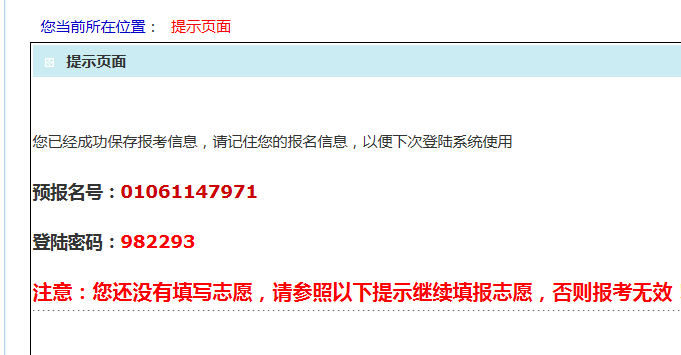 您当前所在位置： 提示页面
提示页面
您已经成功保存报考信息，请记住您的报名信息，以便下次登陆系统使用
预报名号：01061147971
登陆密码：982293
注意：您还没有填写志愿，请参照以下提示继续填报志愿，否则报考无效